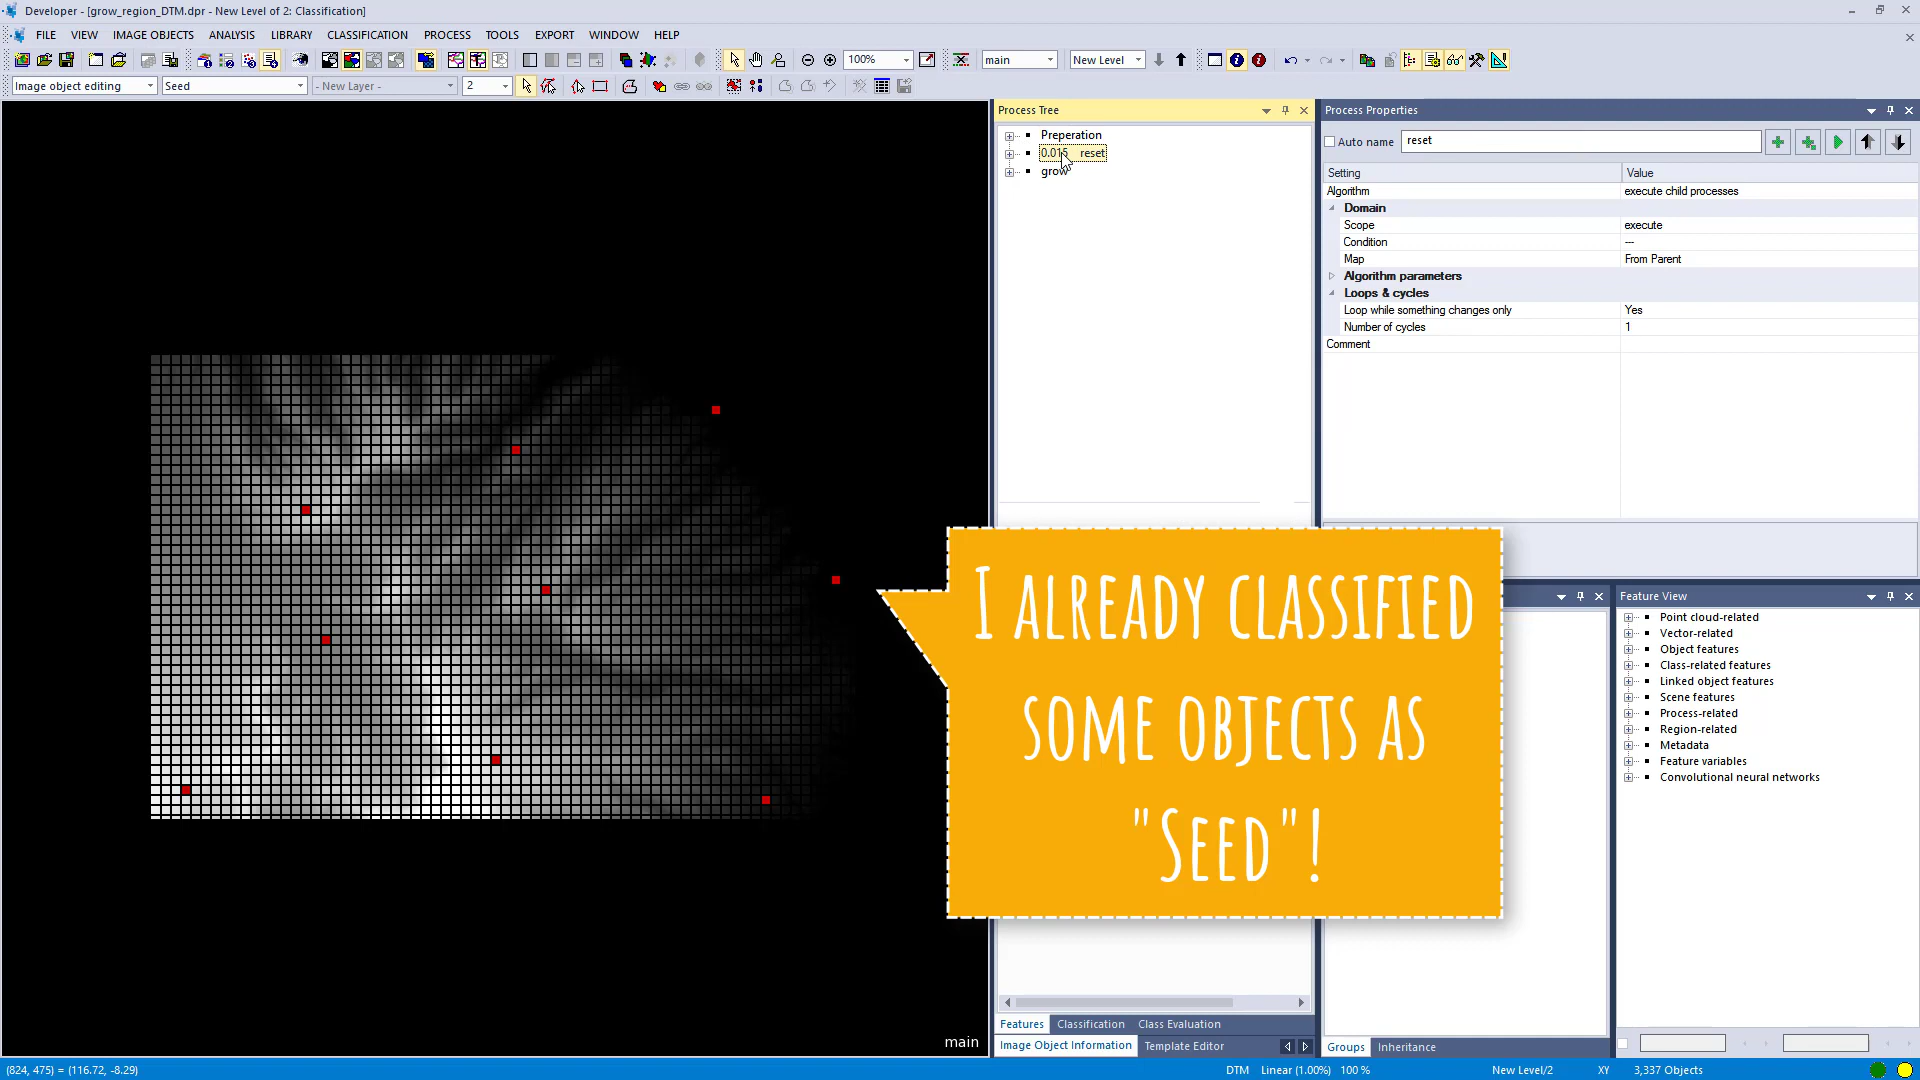 Developer - [grow_region_DTM.dpr - New Level of 2: Classification]
FILE VIEW IMAGE OBJECTS ANALYSIS LIBRARY CLASSIFICATION PROCESS TOOLS EXPORT WINDOW HELP
100% main New Level
Image object editing Seed - New Layer - 2
Process Tree
Preperation
0.015 reset
grow
Process Properties
Auto name reset
Setting Value
Algorithm execute child processes
Domain
Scope execute
Condition ---
Map From Parent
Algorithm parameters
Loops & cycles
Loop while something changes only Yes
Number of cycles 1
Comment
I already classified
some objects as
"Seed"!
Feature View
Point cloud-related
Vector-related
Object features
Class-related features
Linked object features
Scene features
Process-related
Region-related
Metadata
Feature variables
Convolutional neural networks
main
Features Classification Class Evaluation
Image Object Information Template Editor
Groups Inheritance
(824, 475) = (116.72, -8.29)
DTM Linear (1.00%) 100 % New Level/2 XY 3,337 Objects